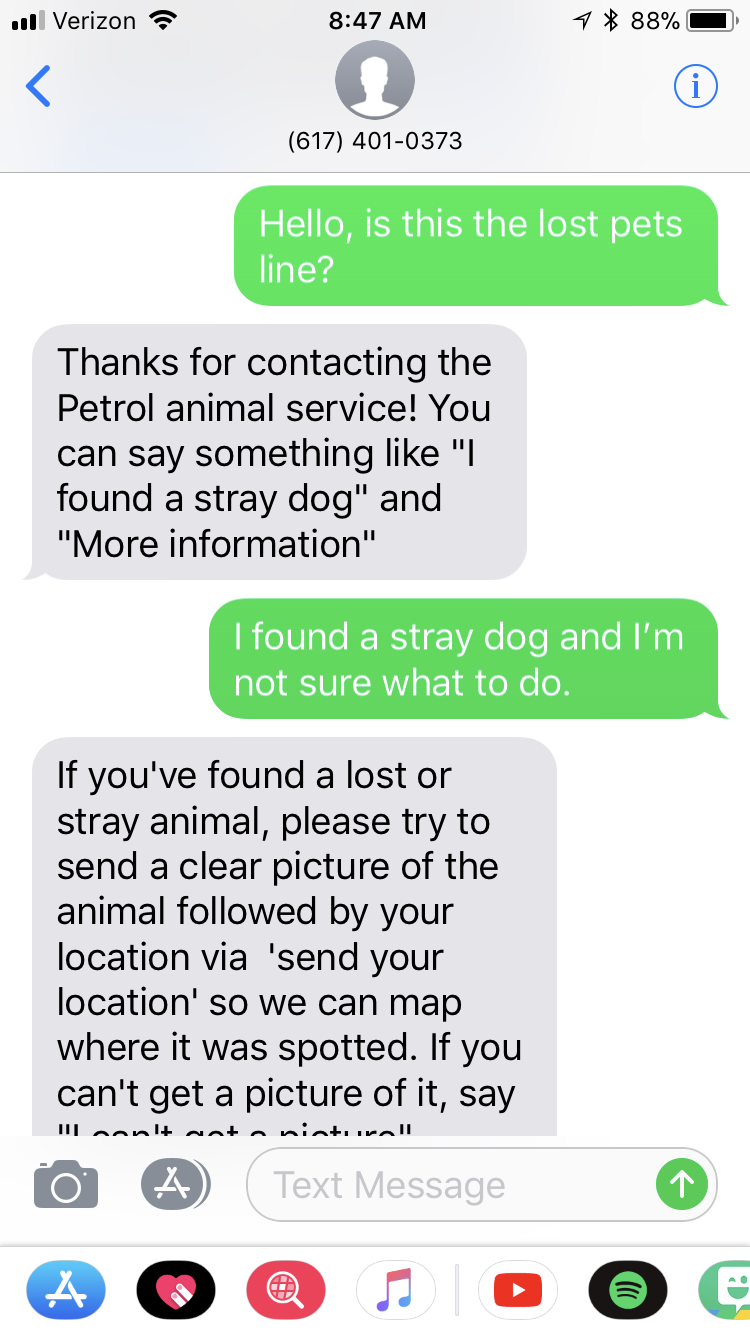 Verizon 8:47 AM 88%
(617) 401-0373
Hello, is this the lost pets
line?
Thanks for contacting the
Petrol animal service! You
can say something like "I
found a stray dog" and
"More information"
I found a stray dog and I’m
not sure what to do.
If you've found a lost or
stray animal, please try to
send a clear picture of the
animal followed by your
location via  'send your
location' so we can map
where it was spotted. If you
can't get a picture of it, say
"I can't get a picture"
Text Message